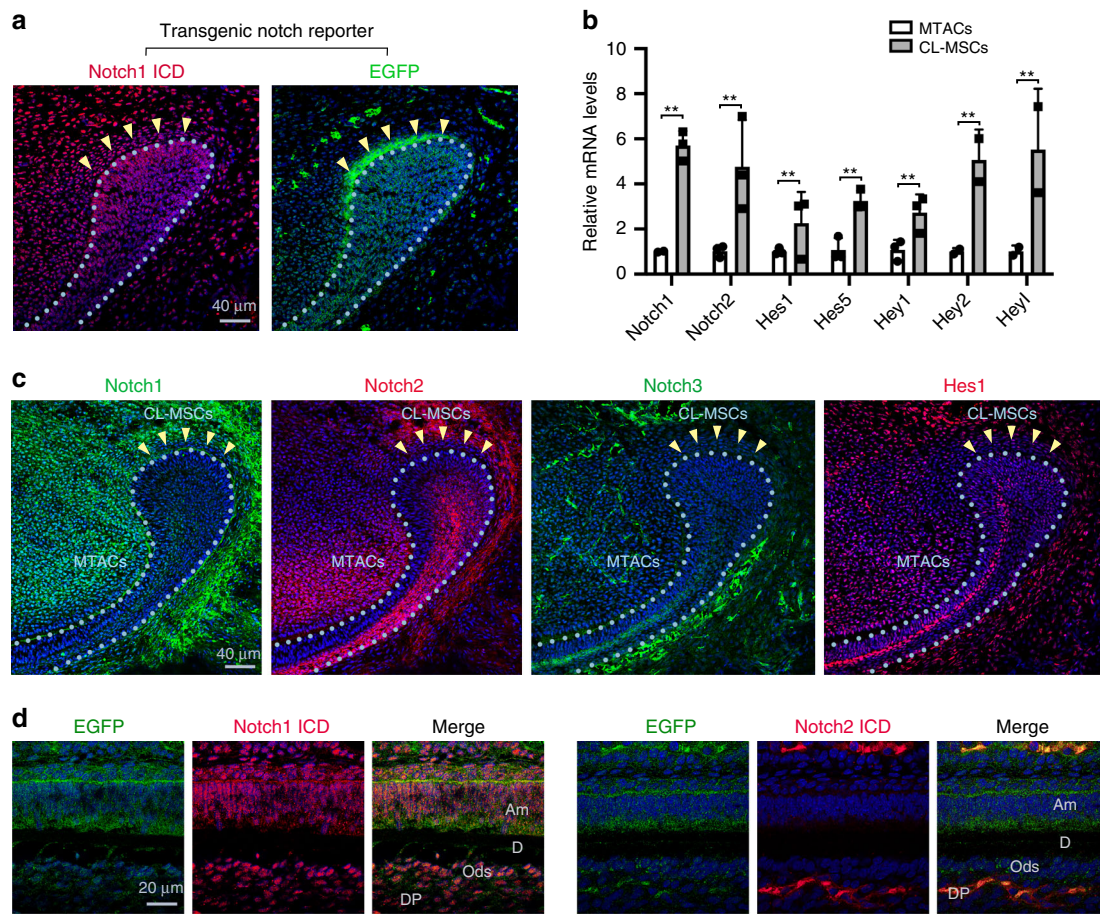 a
Transgenic notch reporter
Notch1 ICD
EGFP
40 μm
b
MTACs
CL-MSCs
Relative mRNA levels
10
8
6
4
2
0
** ** ** ** ** ** **
Notch1 Notch2 Hes1 Hes5 Hey1 Hey2 Heyl
c
Notch1 Notch2 Notch3 Hes1
CL-MSCs CL-MSCs CL-MSCs CL-MSCs
MTACs MTACs MTACs MTACs
40 μm
d
EGFP Notch1 ICD Merge EGFP Notch2 ICD Merge
Am Am
D D
Ods Ods
20 μm
DP DP